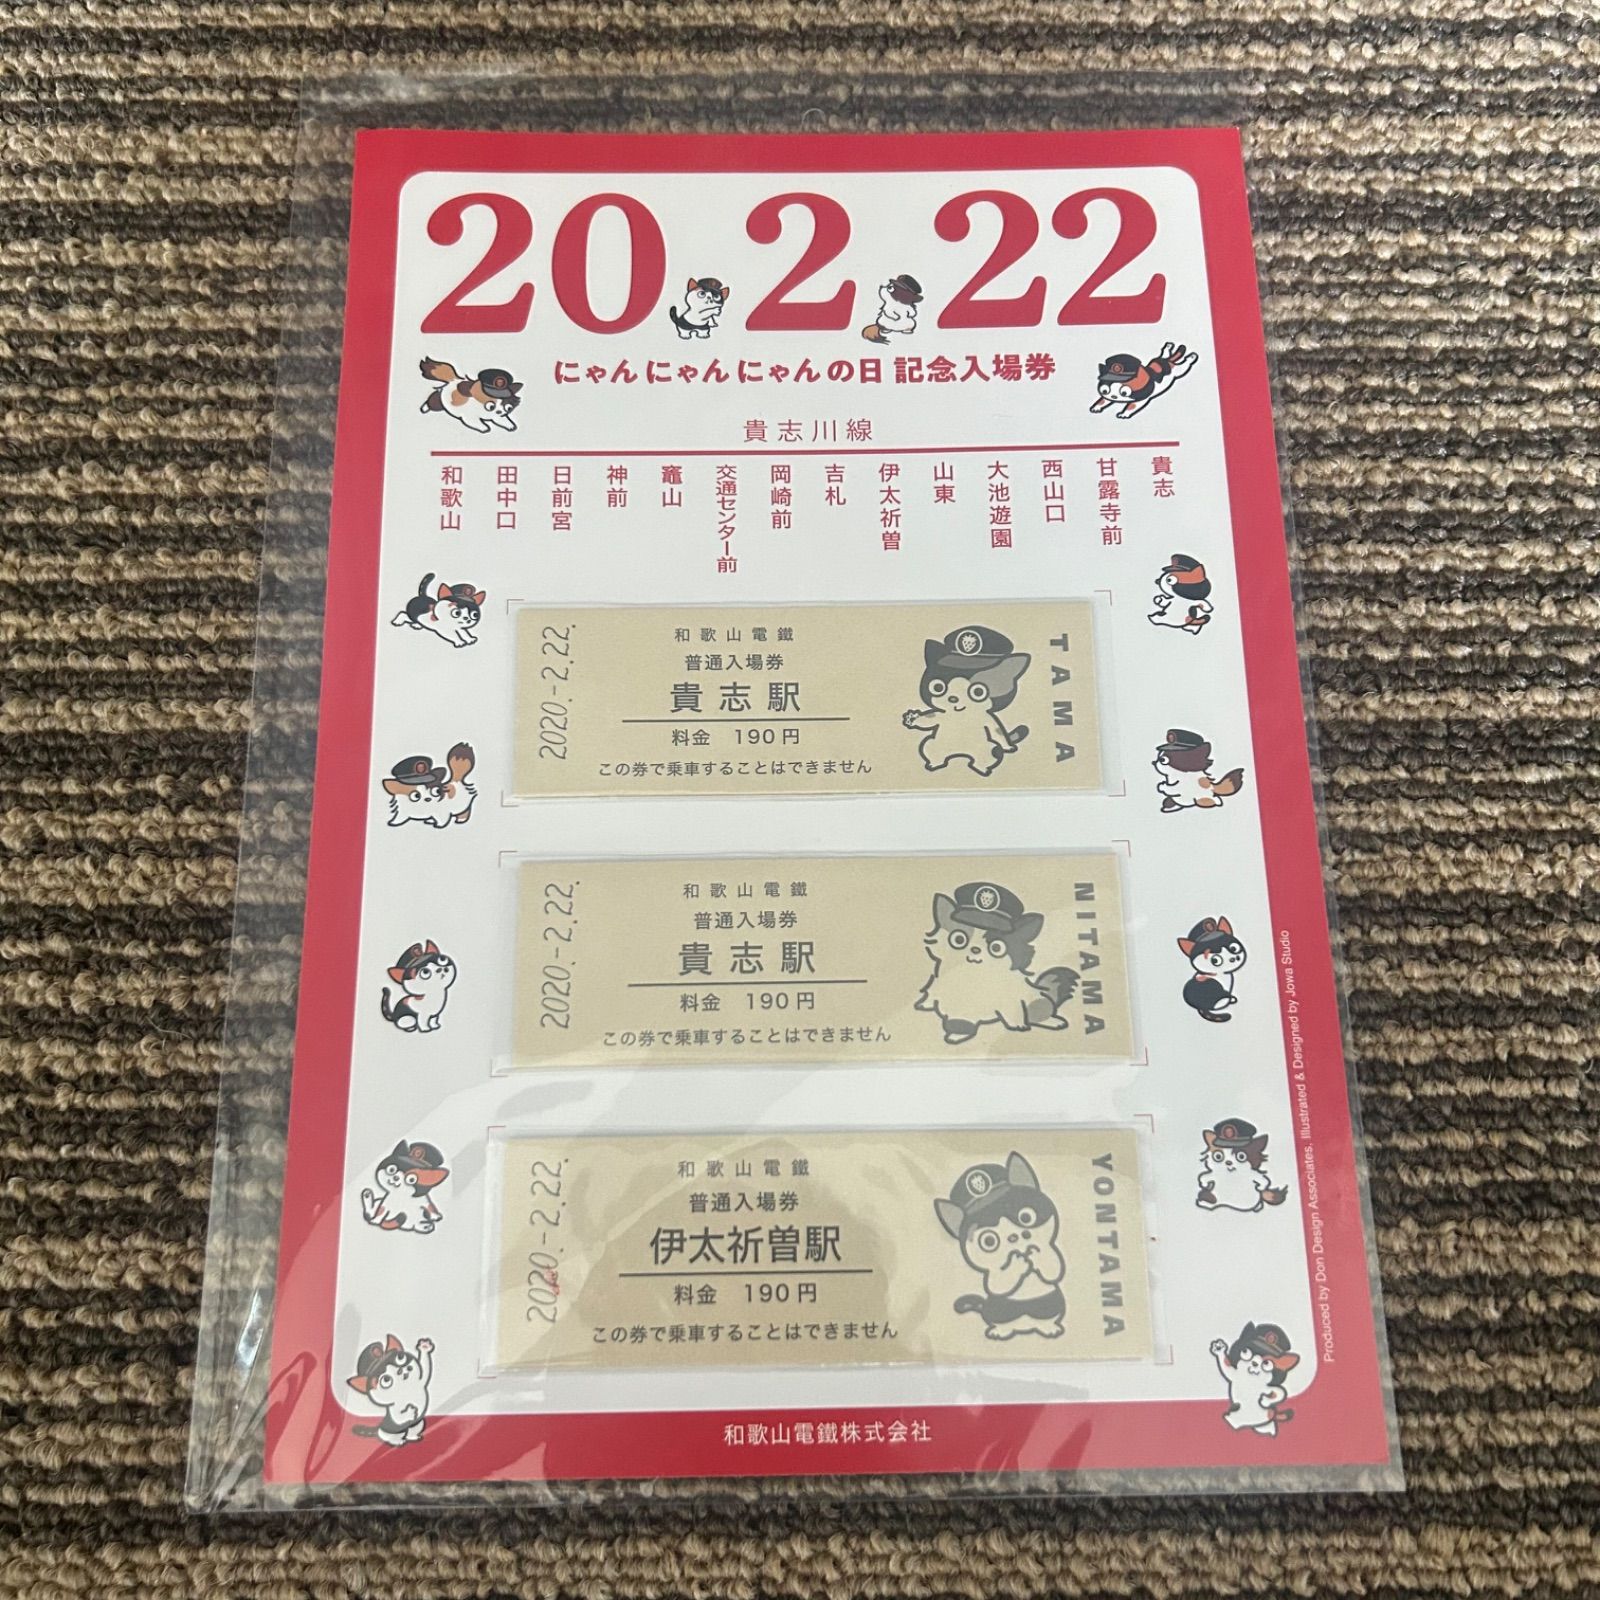 20.2.22
にゃんにゃんにゃんの日 記念入場券
貴志川線
和歌山
田中口
日前宮
神前
竈山
交通センター前
岡崎前
吉礼
伊太祈曽
山東
大池遊園
西山口
甘露寺前
貴志
2020.-2.22.
和歌山電鐵
普通入場券
貴志駅
料金 190円
この券で乗車することはできません
TAMA
2020.-2.22.
和歌山電鐵
普通入場券
貴志駅
料金 190円
この券で乗車することはできません
NITAMA
2020.-2.22.
和歌山電鐵
普通入場券
伊太祈曽駅
料金 190円
この券で乗車することはできません
YONTAMA
Produced by Don Design Associates, Illustrated & Designed by Jowa Studio
和歌山電鐵株式会社